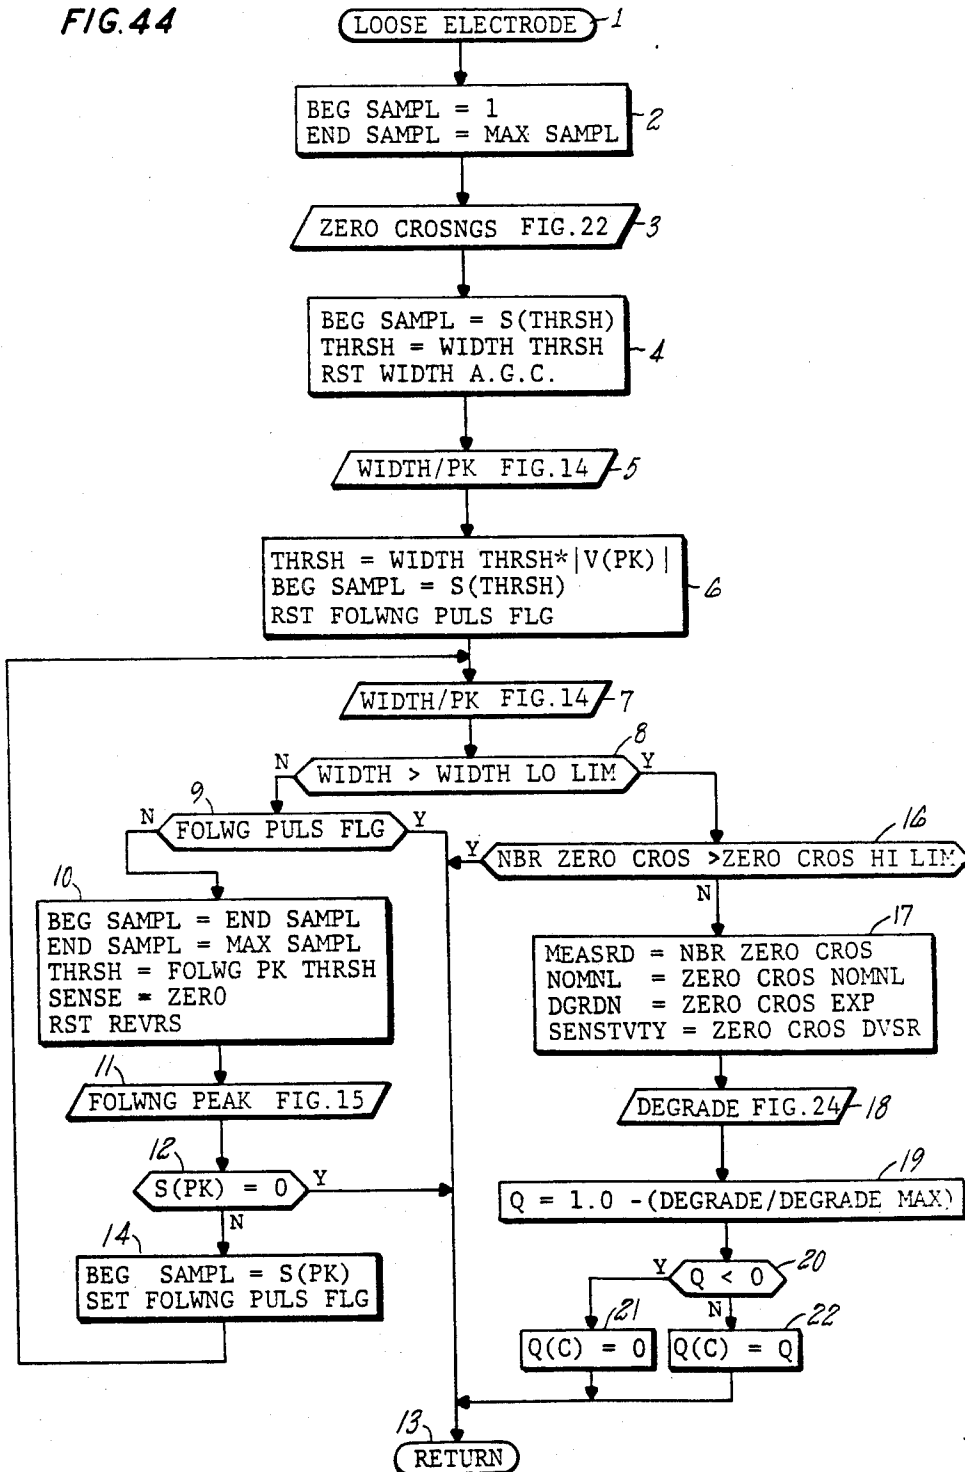 FIG.44
LOOSE ELECTRODE
1
BEG SAMPL = 1
END SAMPL = MAX SAMPL
2
ZERO CROSNGS FIG.22
3
BEG SAMPL = S(THRSH)
THRSH = WIDTH THRSH
RST WIDTH A.G.C.
4
WIDTH/PK FIG.14
5
THRSH = WIDTH THRSH*|V(PK)|
BEG SAMPL = S(THRSH)
RST FOLWNG PULS FLG
6
WIDTH/PK FIG.14
7
8
N
WIDTH > WIDTH LO LIM
Y
9
N
FOLWG PULS FLG
Y
16
Y
NBR ZERO CROS >ZERO CROS HI LIM
N
10
BEG SAMPL = END SAMPL
END SAMPL = MAX SAMPL
THRSH = FOLWG PK THRSH
SENSE = ZERO
RST REVRS
17
MEASRD = NBR ZERO CROS
NOMNL = ZERO CROS NOMNL
DGRDN = ZERO CROS EXP
SENSTVTY = ZERO CROS DVSR
11
FOLWNG PEAK FIG.15
DEGRADE FIG.24
18
12
S(PK) = 0
Y
N
19
Q = 1.0 -(DEGRADE/DEGRADE MAX)
14
BEG SAMPL = S(PK)
SET FOLWNG PULS FLG
Y
Q < 0
20
N
21
Q(C) = 0
22
Q(C) = Q
13
RETURN